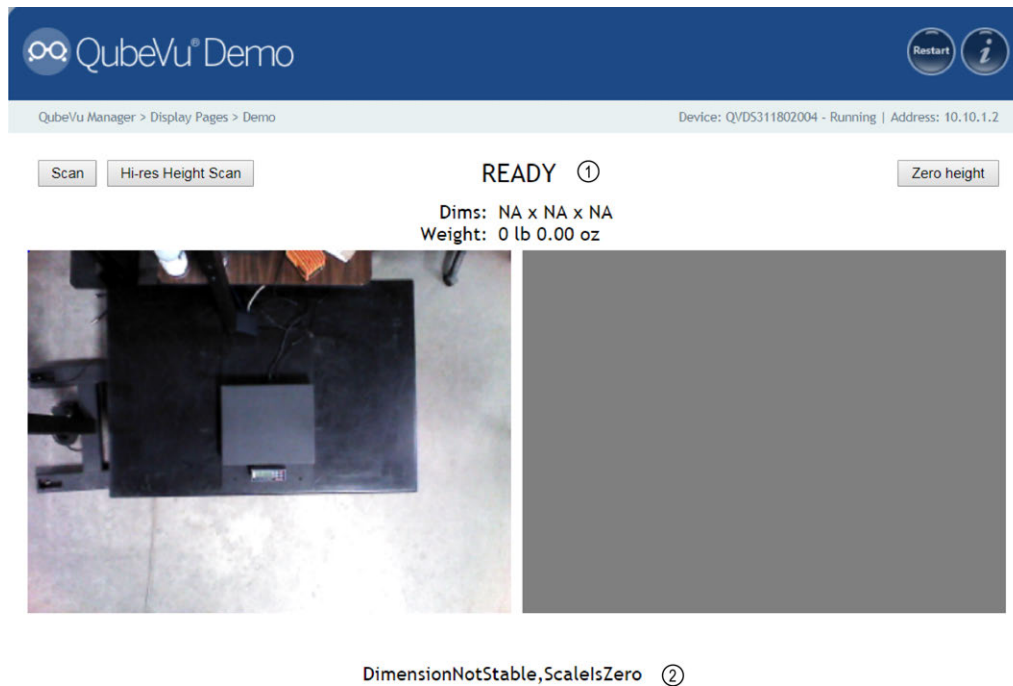 QubeVu® Demo
Restart
i
QubeVu Manager > Display Pages > Demo
Device: QVDS311802004 - Running | Address: 10.10.1.2
Scan
Hi-res Height Scan
READY ①
Zero height
Dims: NA x NA x NA
Weight: 0 lb 0.00 oz
DimensionNotStable,ScaleIsZero ②